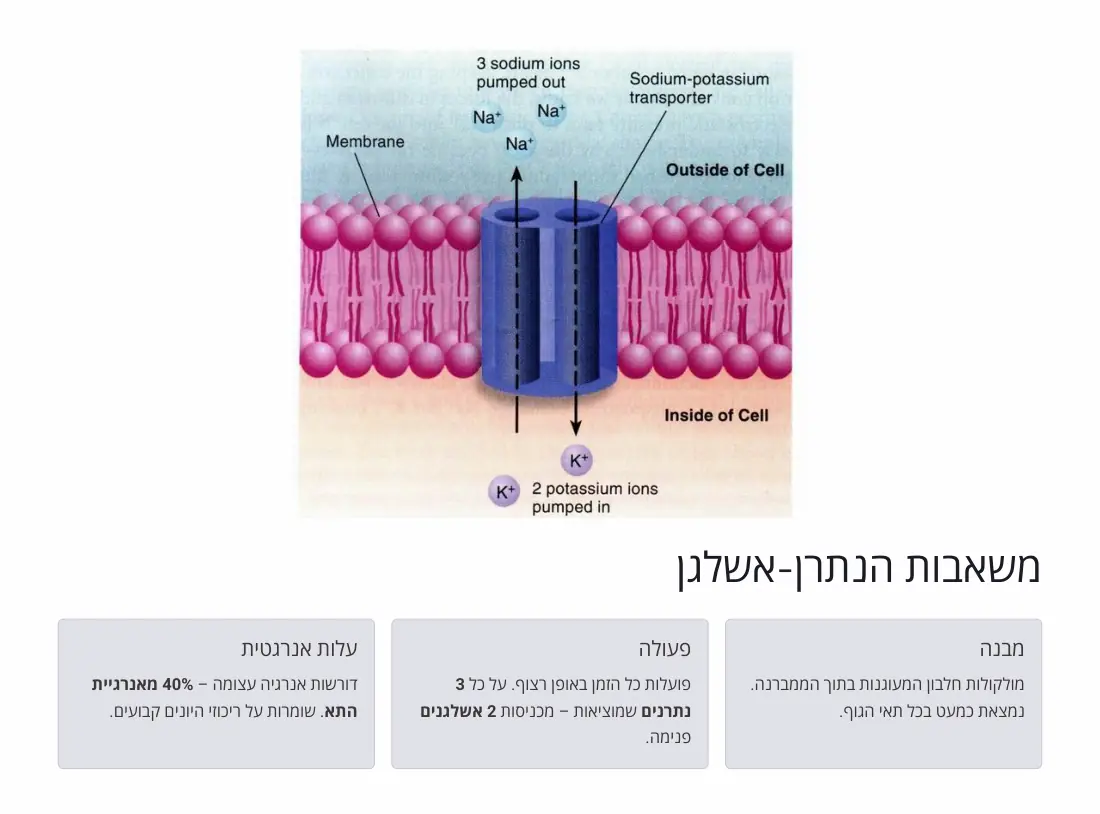 3 sodium ions
pumped out
Sodium-potassium
transporter
Na⁺
Na⁺
Na⁺
Membrane
Outside of Cell
Inside of Cell
K⁺
K⁺
2 potassium ions
pumped in
משאבות הנתרן-אשלגן
מבנה
מולקולות חלבון המעוגנות בתוך הממברנה.
נמצאת כמעט בכל תאי הגוף.
פעולה
פועלות כל הזמן באופן רצוף. על כל 3
נתרנים שמוציאות – מכניסות 2 אשלגנים
פנימה.
עלות אנרגטית
דורשות אנרגיה עצומה – 40% מאנרגיית
התא. שומרות על ריכוזי היונים קבועים.